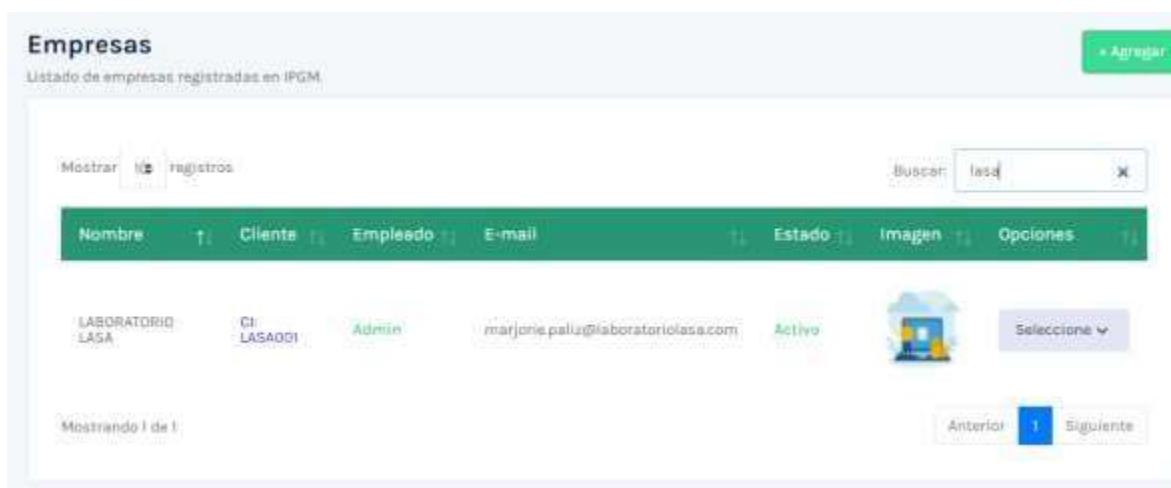 Empresas
+ Agregar
Listado de empresas registradas en IPGM.
Mostrar registros
Buscar: lasa
Nombre Cliente Empleado E-mail Estado Imagen Opciones
LABORATORIO
LASA
CI:
LASA001
Admin
marjorie.paliz@laboratoriolasa.com
Activo
Seleccione
Mostrando 1 de 1
Anterior 1 Siguiente